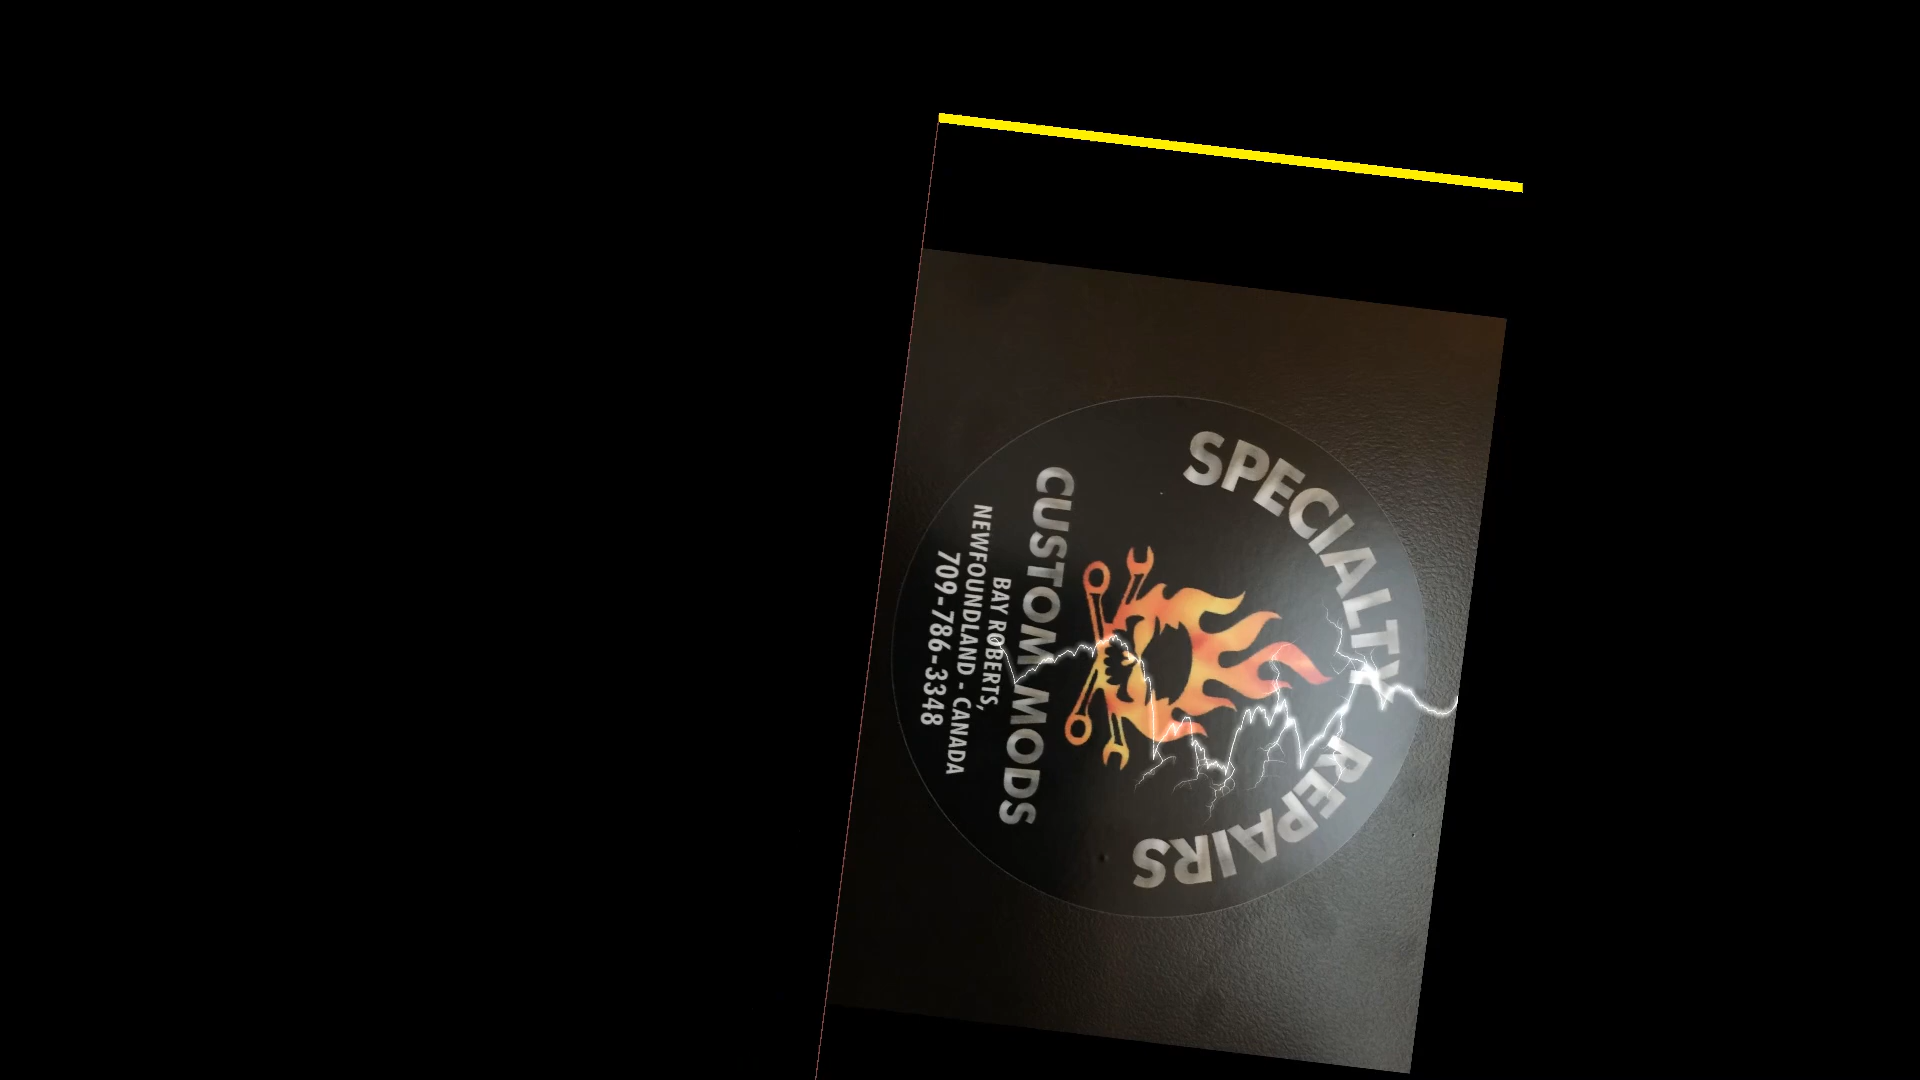 SPECIALTY REPAIRS
CUSTOM MODS
BAY ROBERTS,
NEWFOUNDLAND - CANADA
709-786-3348